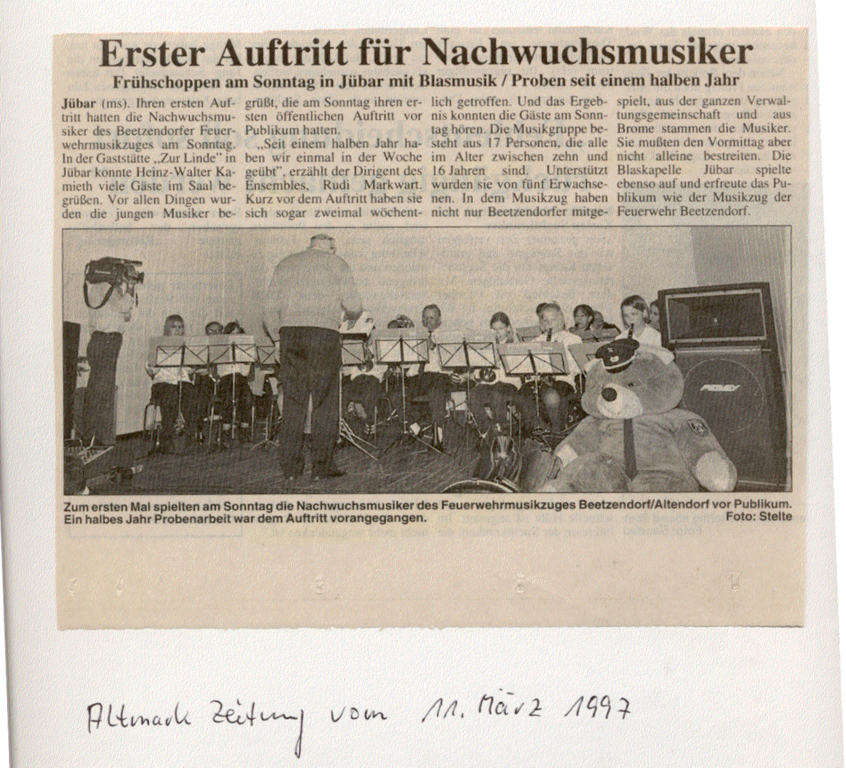 Erster Auftritt für Nachwuchsmusiker
Frühschoppen am Sonntag in Jübar mit Blasmusik / Proben seit einem halben Jahr
Jübar (ms). Ihren ersten Auf-
tritt hatten die Nachwuchsmu-
siker des Beetzendorfer Feuer-
wehrmusikzuges am Sonntag.
In der Gaststätte „Zur Linde" in
Jübar konnte Heinz-Walter Ka-
mieth viele Gäste im Saal be-
grüßen. Vor allen Dingen wur-
den die jungen Musiker be-
grüßt, die am Sonntag ihren er-
sten öffentlichen Auftritt vor
Publikum hatten.
„Seit einem halben Jahr ha-
ben wir einmal in der Woche
geübt", erzählt der Dirigent des
Ensembles, Rudi Markwart.
Kurz vor dem Auftritt haben sie
sich sogar zweimal wöchent-
lich getroffen. Und das Ergeb-
nis konnten die Gäste am Sonn-
tag hören. Die Musikgruppe be-
steht aus 17 Personen, die alle
im Alter zwischen zehn und
16 Jahren sind. Unterstützt
wurden sie von fünf Erwachse-
nen. In dem Musikzug haben
nicht nur Beetzendorfer mitge-
spielt, aus der ganzen Verwal-
tungsgemeinschaft und aus
Brome stammen die Musiker.
Sie mußten den Vormittag aber
nicht alleine bestreiten. Die
Blaskapelle Jübar spielte
ebenso auf und erfreute das Pu-
blikum wie der Musikzug der
Feuerwehr Beetzendorf.
PEAVEY
Zum ersten Mal spielten am Sonntag die Nachwuchsmusiker des Feuerwehrmusikzuges Beetzendorf/Altendorf vor Publikum.
Ein halbes Jahr Probenarbeit war dem Auftritt vorangegangen. Foto: Stelte
Altmark Zeitung vom 11. März 1997